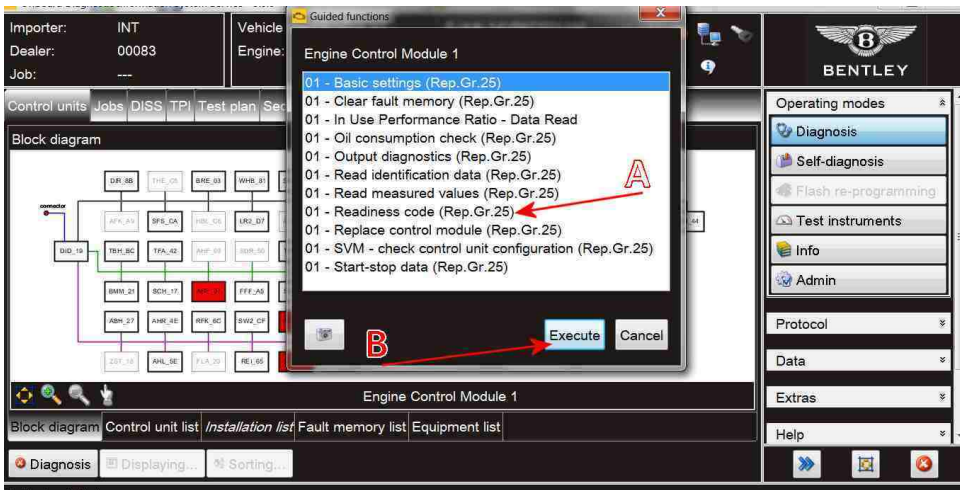 Importer: INT
Dealer: 00083
Job: ---
Vehicle
Engine:
Guided functions
Engine Control Module 1
01 - Basic settings (Rep.Gr.25)
01 - Clear fault memory (Rep.Gr.25)
01 - In Use Performance Ratio - Data Read
01 - Oil consumption check (Rep.Gr.25)
01 - Output diagnostics (Rep.Gr.25)
01 - Read identification data (Rep.Gr.25)
01 - Read measured values (Rep.Gr.25)
01 - Readiness code (Rep.Gr.25)
01 - Replace control module (Rep.Gr.25)
01 - SVM - check control unit configuration (Rep.Gr.25)
01 - Start-stop data (Rep.Gr.25)
A
B
Execute Cancel
B
BENTLEY
Control units Jobs DISS TPI Test plan
Block diagram
DIR_8B BRE_03 WHB_81
connector
SFS_CA LR2_D7
DID_19 TBH_BC TFA_42
BMM_21 SCH_17 FFF_A5
ABH_27 AHR_4E RFK_6C SW2_CF
AHL_5E FLA_20 REI_65
Engine Control Module 1
Block diagram Control unit list Installation list Fault memory list Equipment list
Diagnosis Displaying... Sorting...
Operating modes
Diagnosis
Self-diagnosis
Flash re-programming
Test instruments
Info
Admin
Protocol
Data
Extras
Help